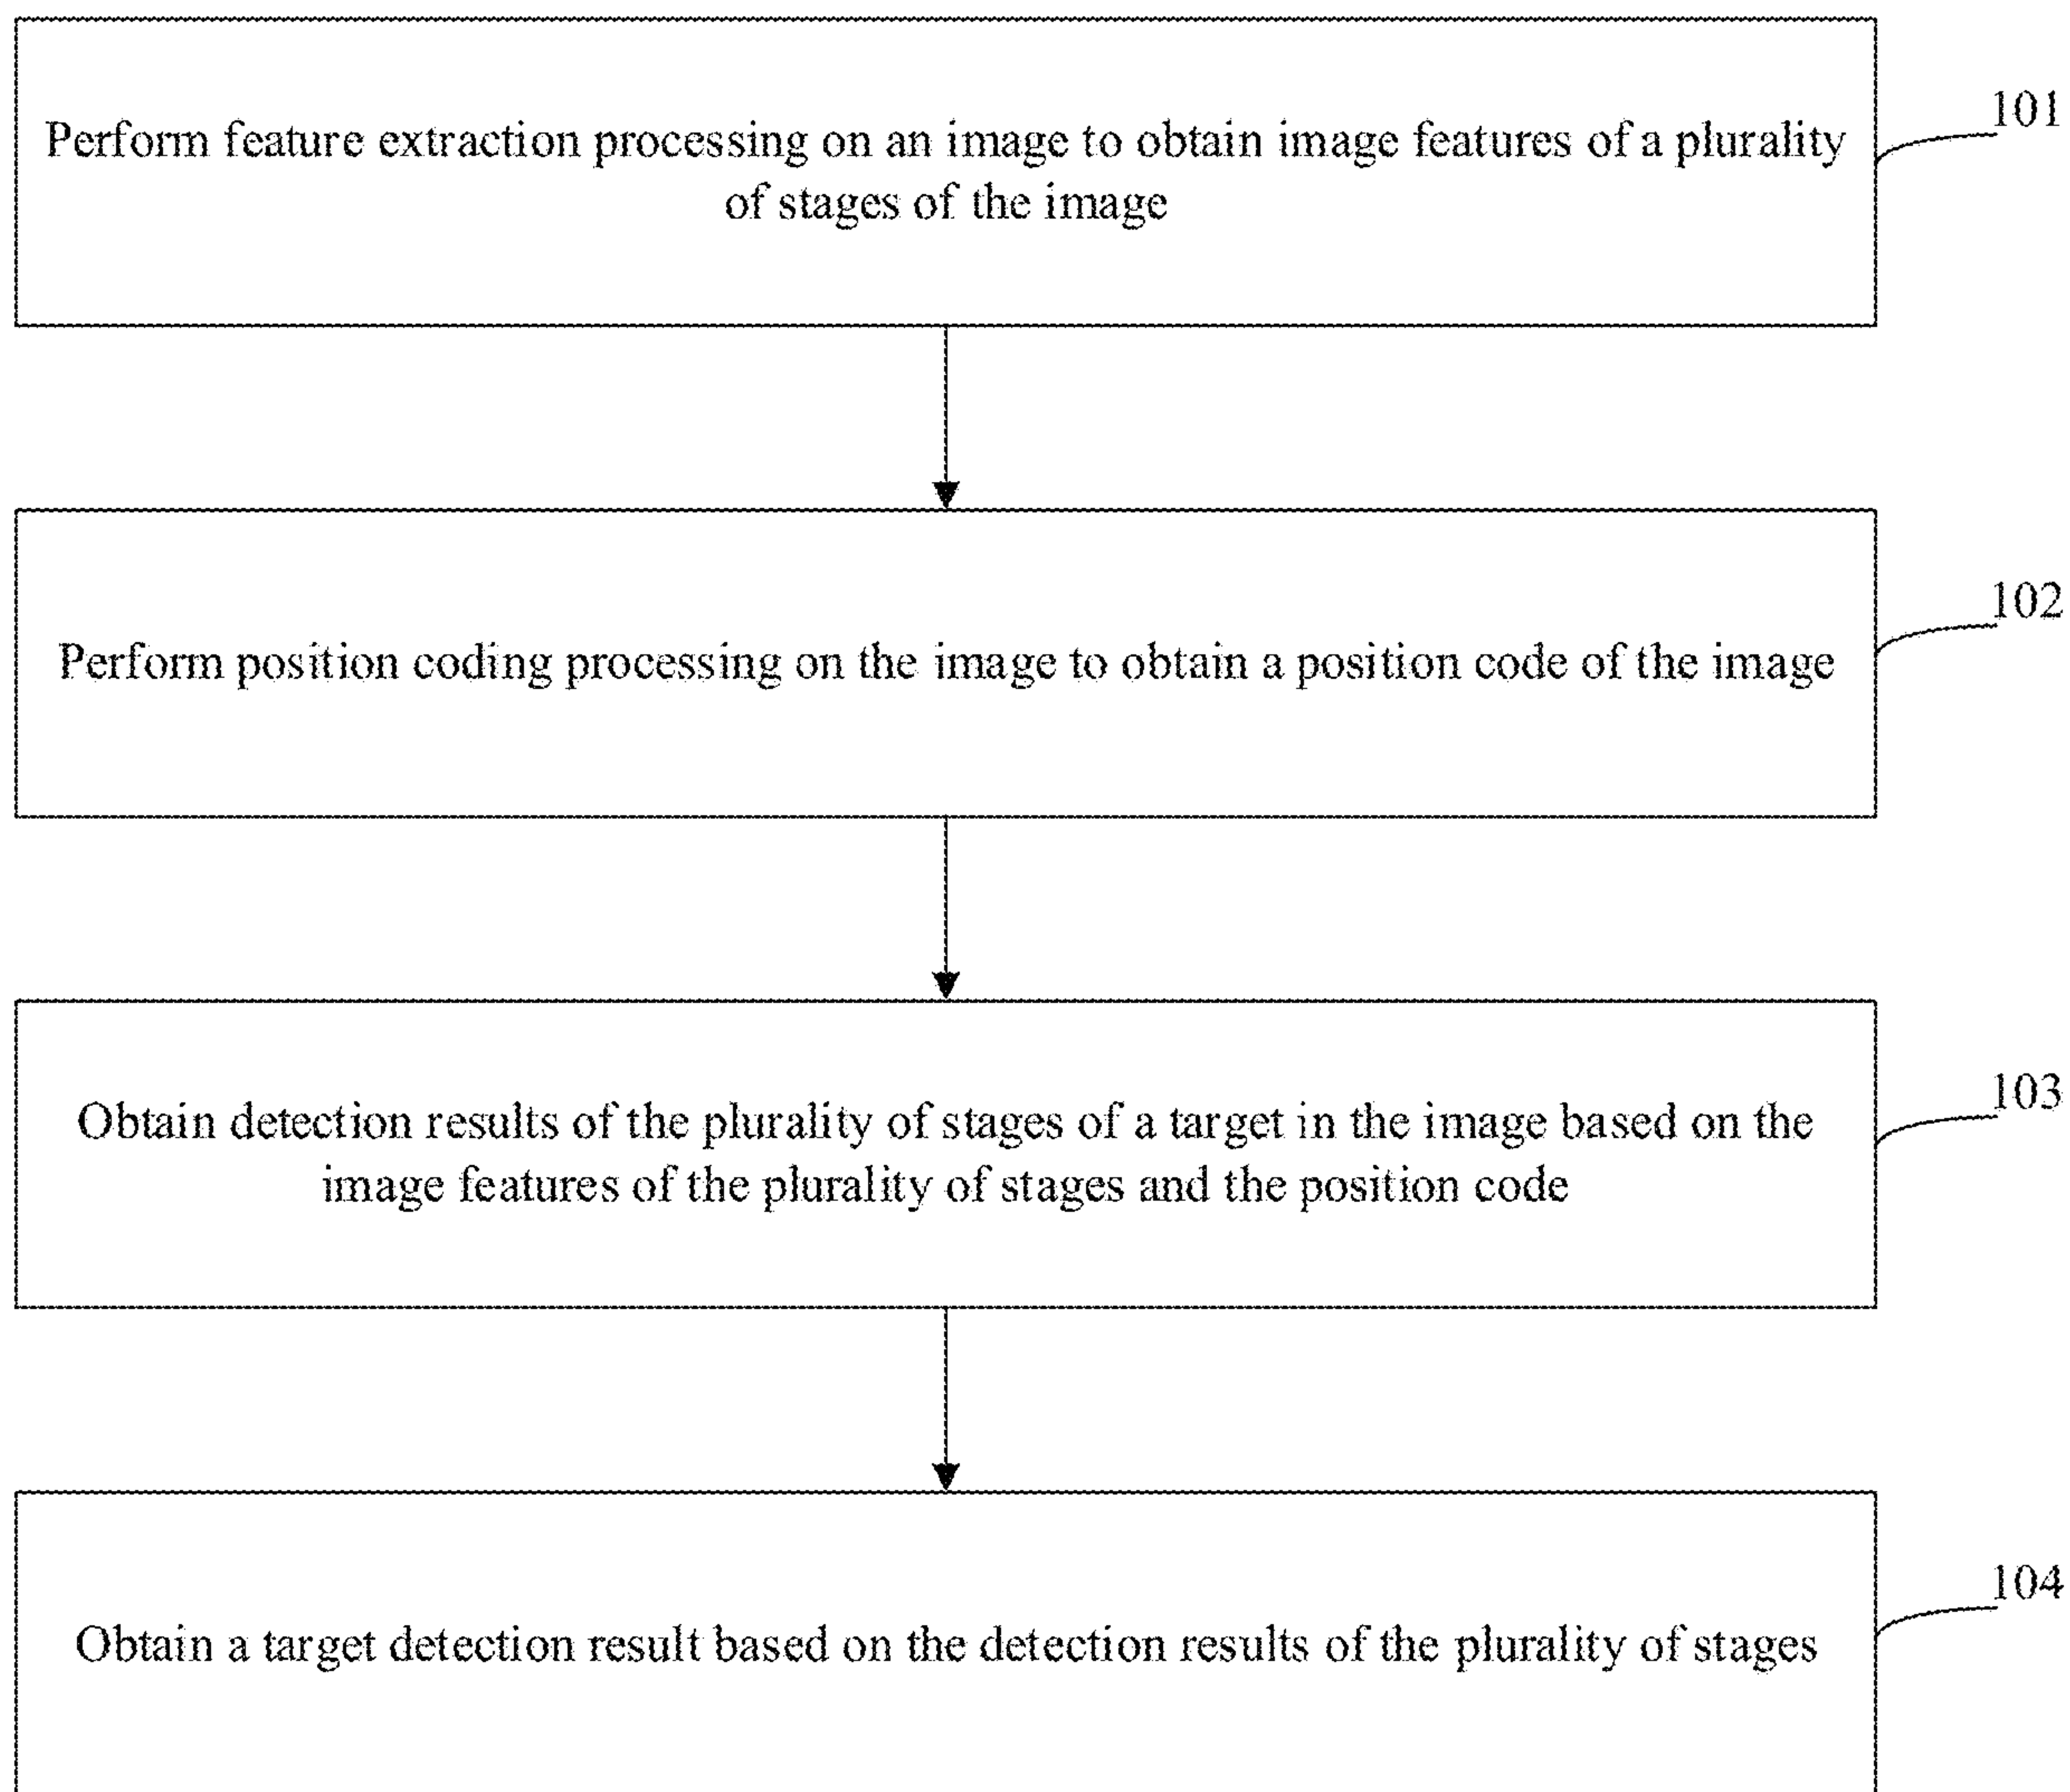 Perform feature extraction processing on an image to obtain image features of a plurality
of stages of the image
101
Perform position coding processing on the image to obtain a position code of the image
102
Obtain detection results of the plurality of stages of a target in the image based on the
image features of the plurality of stages and the position code
103
Obtain a target detection result based on the detection results of the plurality of stages
104